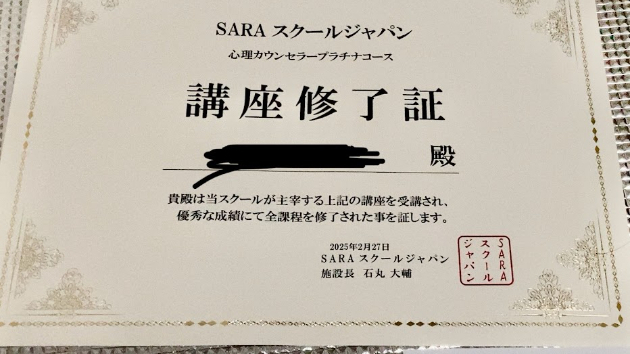 SARA スクールジャパン
心理カウンセラープラチナコース
講座修了証
殿
貴殿は当スクールが主宰する上記の講座を受講され、
優秀な成績にて全課程を修了された事を証します。
2025年2月27日
SARA スクールジャパン
施設長 石丸 大輔
SARA
スクール
ジャパン